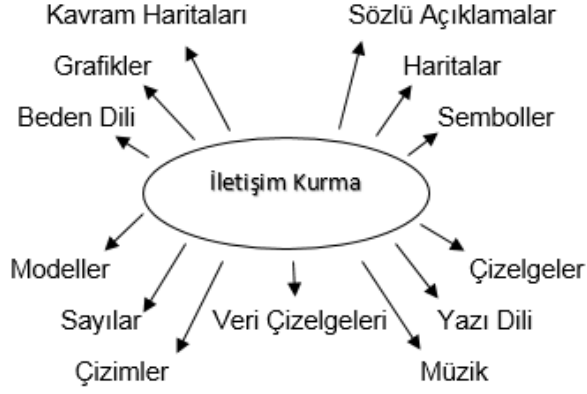 Kavram Haritaları
Sözlü Açıklamalar
Grafikler
Haritalar
Beden Dili
Semboller
İletişim Kurma
Modeller
Çizelgeler
Sayılar
Veri Çizelgeleri
Yazı Dili
Çizimler
Müzik